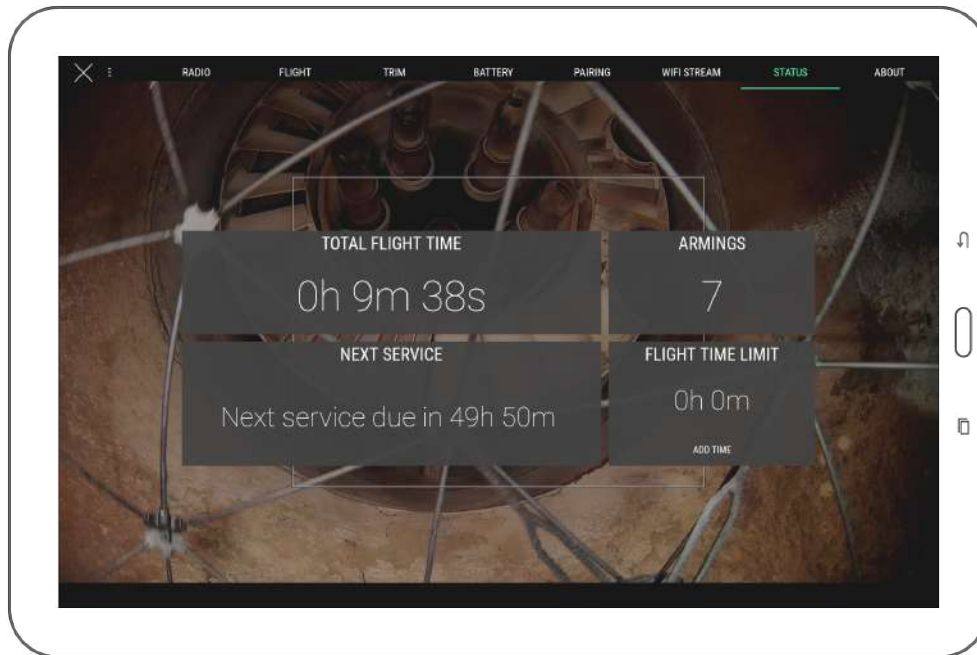 RADIO FLIGHT TRIM BATTERY PAIRING WIFI STREAM STATUS ABOUT
TOTAL FLIGHT TIME
0h 9m 38s
ARMINGS
7
NEXT SERVICE
Next service due in 49h 50m
FLIGHT TIME LIMIT
0h 0m
ADD TIME